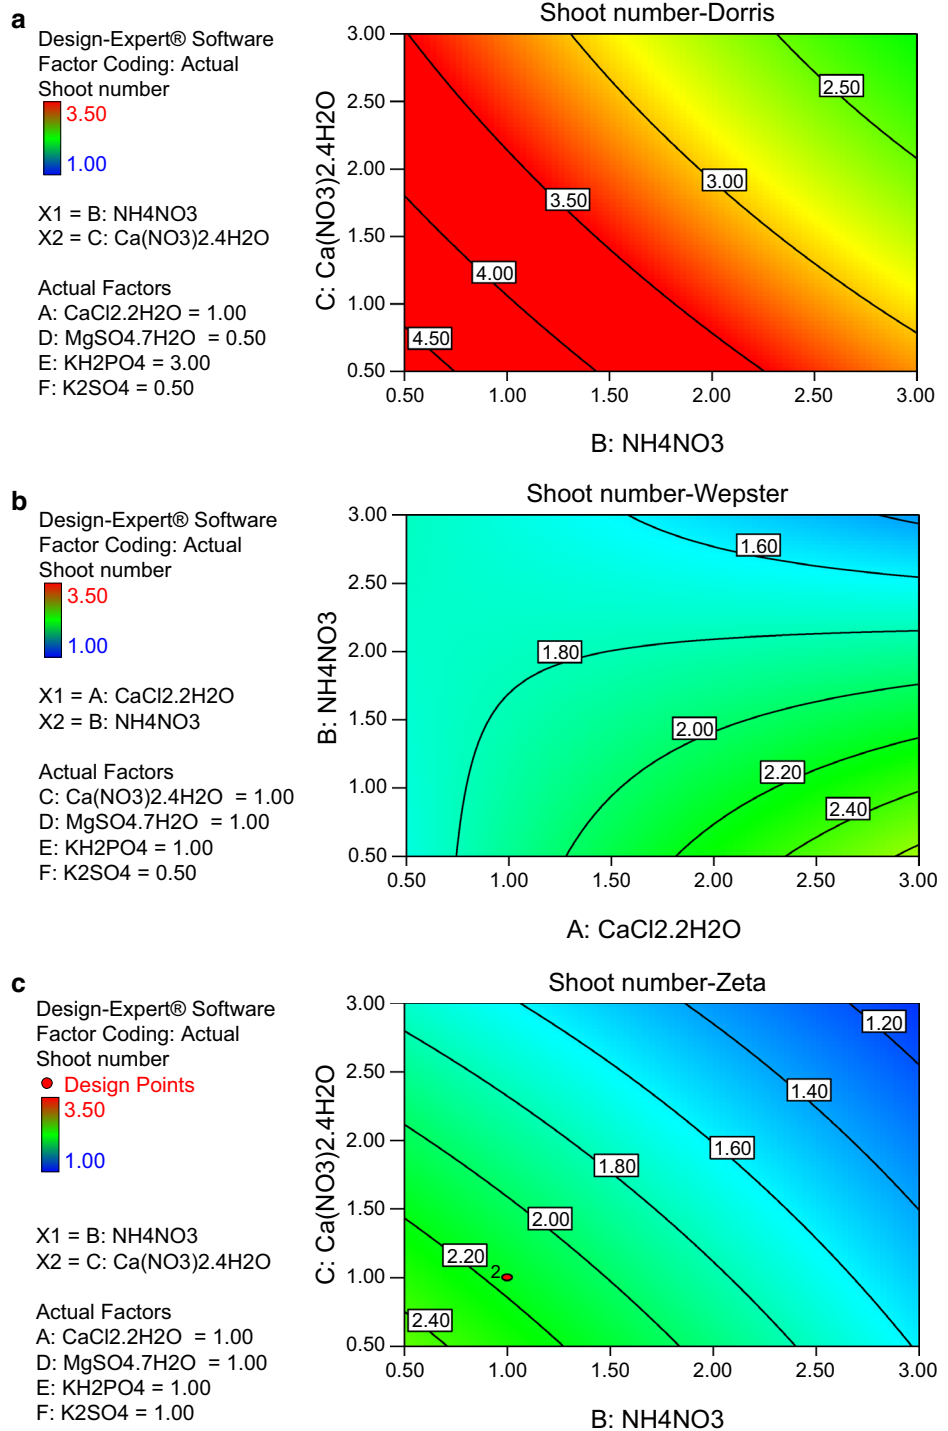 a
Shoot number-Dorris
Design-Expert® Software
Factor Coding: Actual
Shoot number
3.50
1.00
X1 = B: NH4NO3
X2 = C: Ca(NO3)2.4H2O
Actual Factors
A: CaCl2.2H2O = 1.00
D: MgSO4.7H2O = 0.50
E: KH2PO4 = 3.00
F: K2SO4 = 0.50
C: Ca(NO3)2.4H2O
3.00
2.50
2.00
1.50
1.00
0.50
2.50
3.00
3.50
4.00
4.50
0.50 1.00 1.50 2.00 2.50 3.00
B: NH4NO3
b
Shoot number-Wepster
Design-Expert® Software
Factor Coding: Actual
Shoot number
3.50
1.00
X1 = A: CaCl2.2H2O
X2 = B: NH4NO3
Actual Factors
C: Ca(NO3)2.4H2O = 1.00
D: MgSO4.7H2O = 1.00
E: KH2PO4 = 1.00
F: K2SO4 = 0.50
B: NH4NO3
3.00
2.50
2.00
1.50
1.00
0.50
1.60
1.80
2.00
2.20
2.40
0.50 1.00 1.50 2.00 2.50 3.00
A: CaCl2.2H2O
c
Shoot number-Zeta
Design-Expert® Software
Factor Coding: Actual
Shoot number
Design Points
3.50
1.00
X1 = B: NH4NO3
X2 = C: Ca(NO3)2.4H2O
Actual Factors
A: CaCl2.2H2O = 1.00
D: MgSO4.7H2O = 1.00
E: KH2PO4 = 1.00
F: K2SO4 = 1.00
C: Ca(NO3)2.4H2O
3.00
2.50
2.00
1.50
1.00
0.50
1.20
1.40
1.60
1.80
2.00
2.20
2
2.40
0.50 1.00 1.50 2.00 2.50 3.00
B: NH4NO3